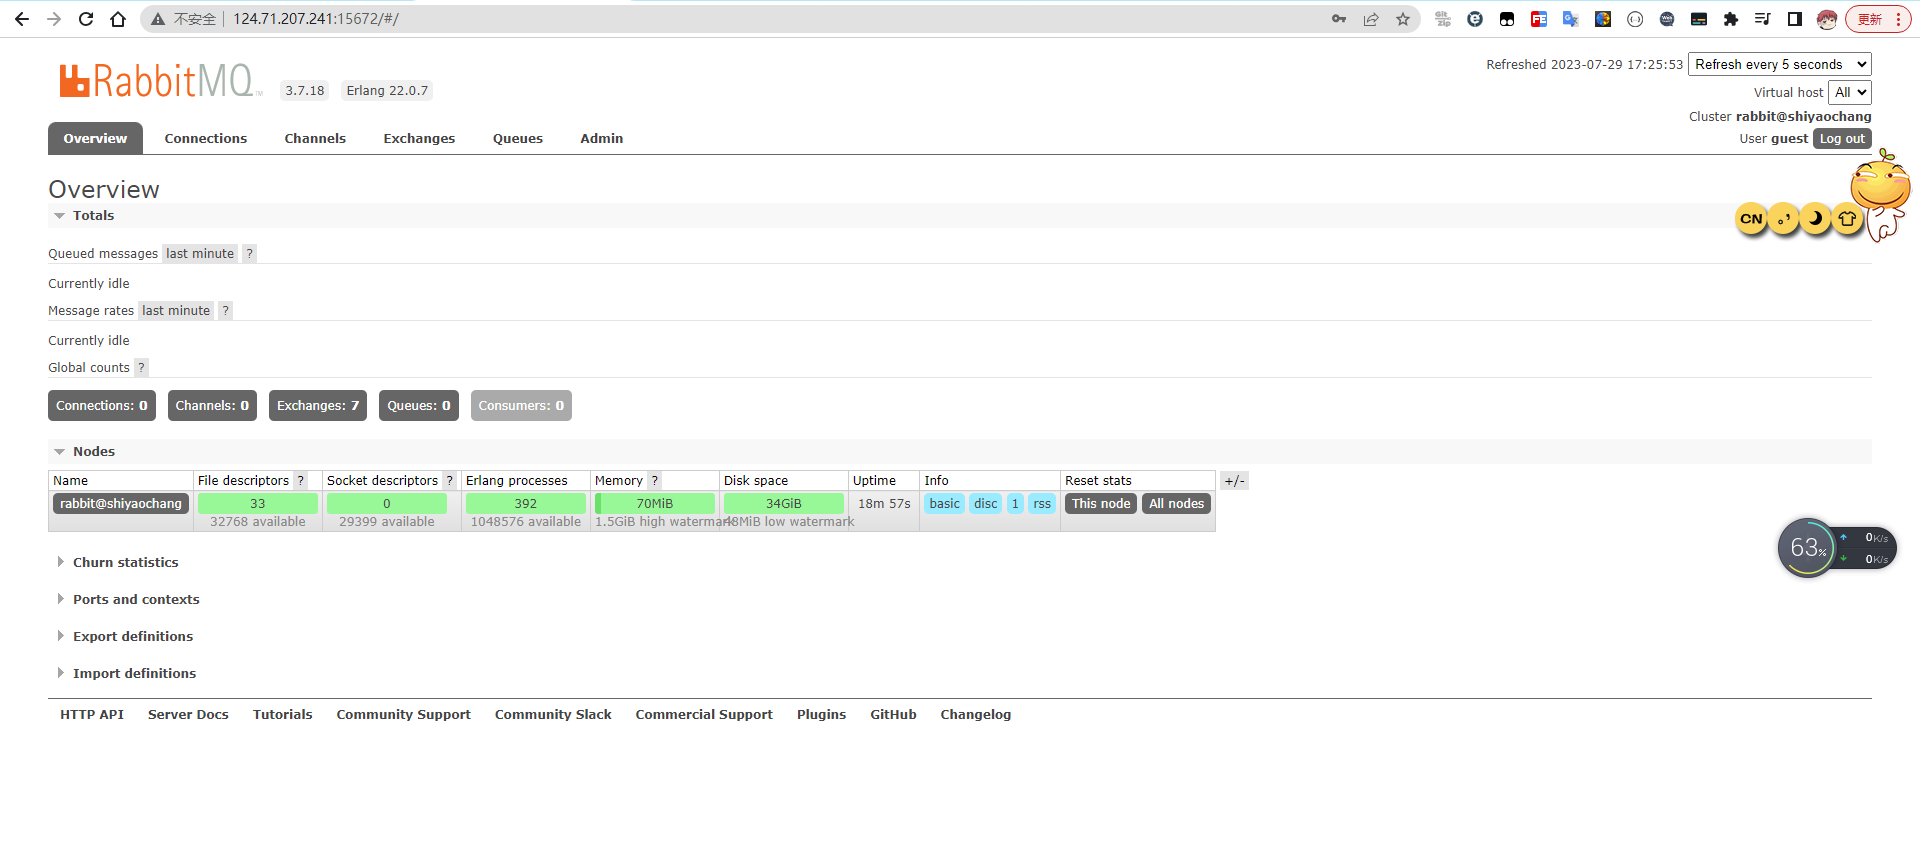 不安全 124.71.207.241:15672/#/ 更新
RabbitMQ TM 3.7.18 Erlang 22.0.7
Refreshed 2023-07-29 17:25:53 Refresh every 5 seconds
Virtual host All
Cluster rabbit@shiyaochang
User guest Log out
Overview Connections Channels Exchanges Queues Admin
Overview
Totals
CN
Queued messages last minute ?
Currently idle
Message rates last minute ?
Currently idle
Global counts ?
Connections: 0 Channels: 0 Exchanges: 7 Queues: 0 Consumers: 0
Nodes
Name File descriptors ? Socket descriptors ? Erlang processes Memory ? Disk space Uptime Info Reset stats +/-
rabbit@shiyaochang 33 0 392 70MiB 34GiB 18m 57s basic disc 1 rss This node All nodes
32768 available 29399 available 1048576 available 1.5GiB high watermark 48MiB low watermark
63% 0K/s
0K/s
Churn statistics
Ports and contexts
Export definitions
Import definitions
HTTP API Server Docs Tutorials Community Support Community Slack Commercial Support Plugins GitHub Changelog